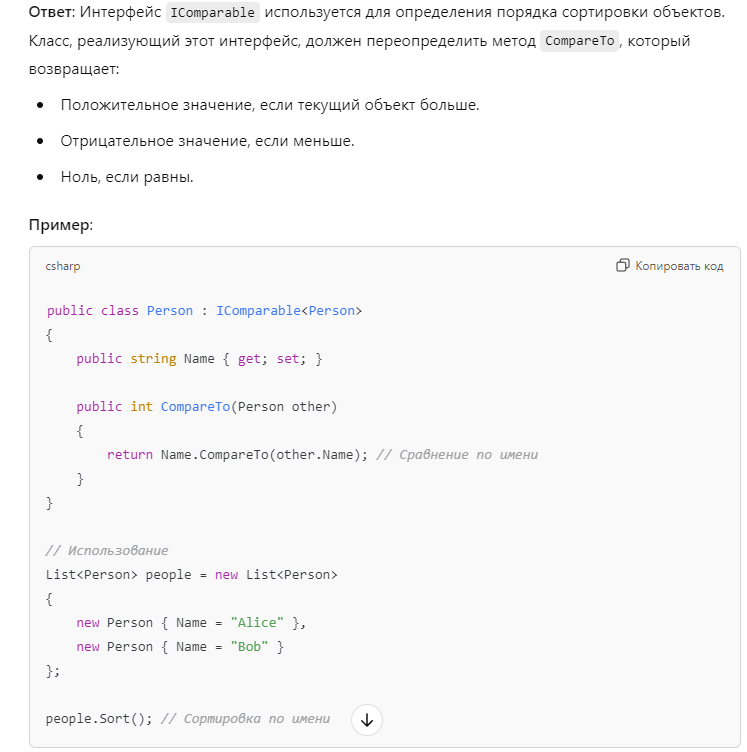 Ответ: Интерфейс IComparable используется для определения порядка сортировки объектов.
Класс, реализующий этот интерфейс, должен переопределить метод CompareTo, который
возвращает:
• Положительное значение, если текущий объект больше.
• Отрицательное значение, если меньше.
• Ноль, если равны.
Пример:
csharp Копировать код
public class Person : IComparable<Person>
{
    public string Name { get; set; }
    public int CompareTo(Person other)
    {
        return Name.CompareTo(other.Name); // Сравнение по имени
    }
}
// Использование
List<Person> people = new List<Person>
{
    new Person { Name = "Alice" },
    new Person { Name = "Bob" }
};
people.Sort(); // Сортировка по имени